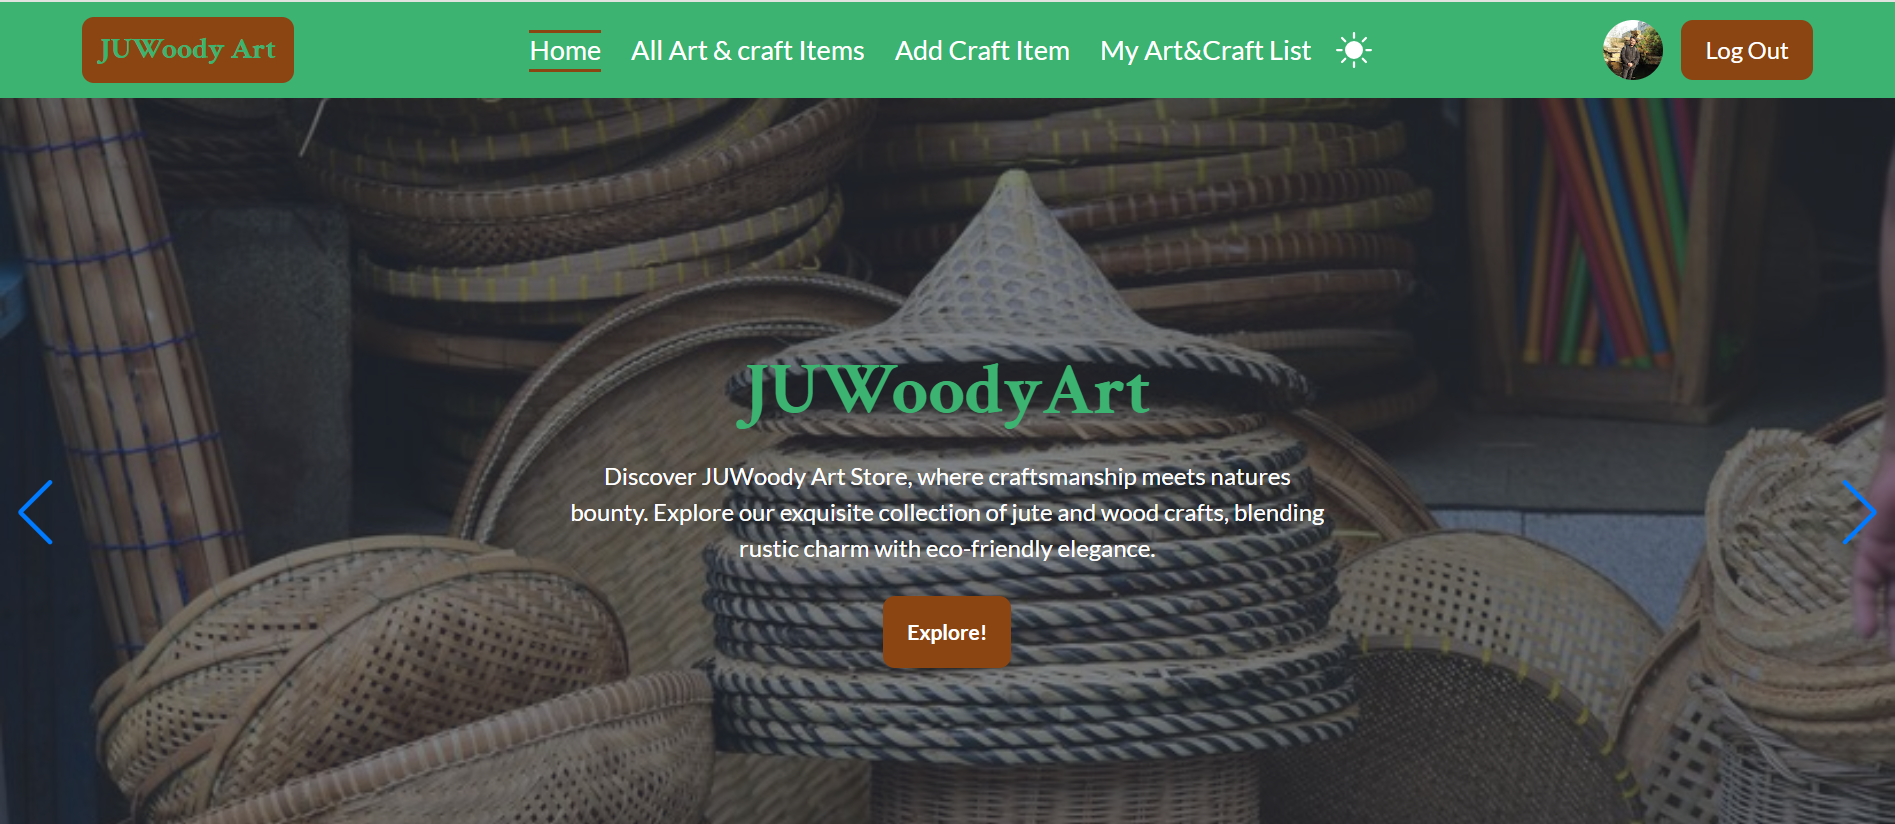 JUWoody Art
Home
All Art & craft Items
Add Craft Item
My Art&Craft List
Log Out
JUWoodyArt
Discover JUWoody Art Store, where craftsmanship meets natures
bounty. Explore our exquisite collection of jute and wood crafts, blending
rustic charm with eco-friendly elegance.
Explore!